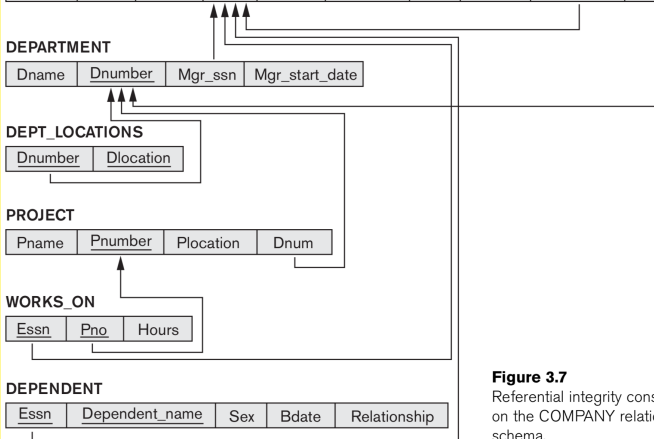 DEPARTMENT
Dname Dnumber Mgr_ssn Mgr_start_date
DEPT_LOCATIONS
Dnumber Dlocation
PROJECT
Pname Pnumber Plocation Dnum
WORKS_ON
Essn Pno Hours
DEPENDENT
Essn Dependent_name Sex Bdate Relationship
Figure 3.7
Referential integrity cons
on the COMPANY relatio
schema